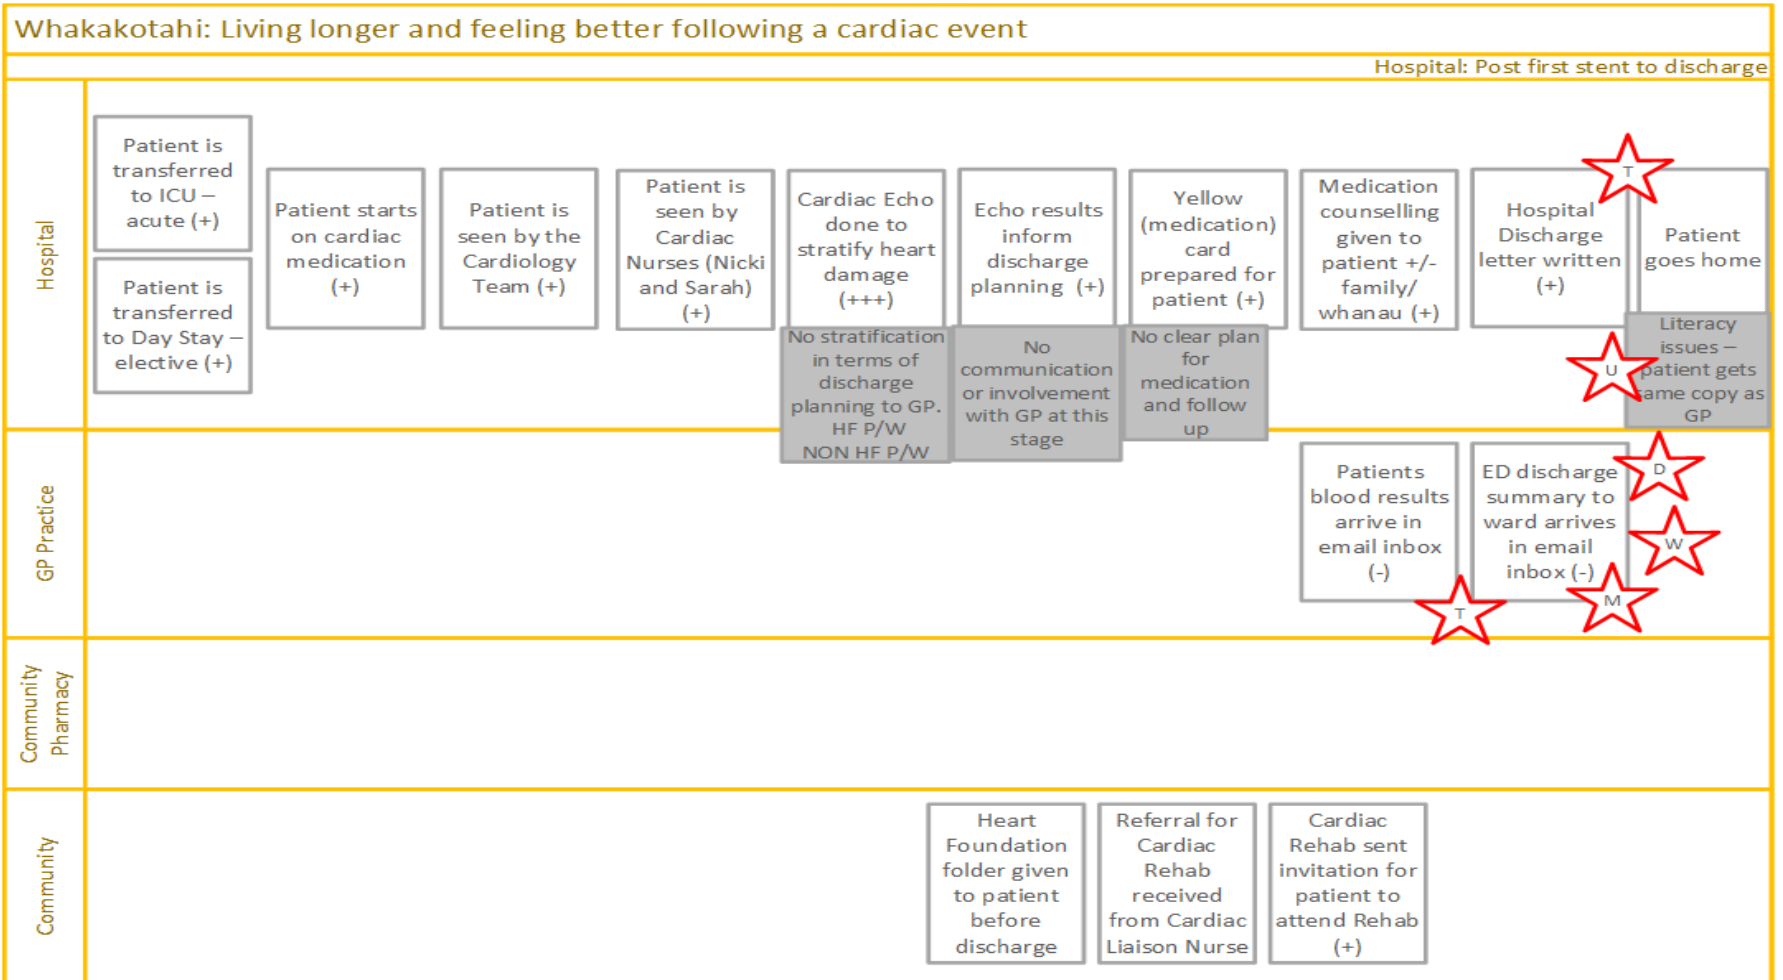 Whakakotahi: Living longer and feeling better following a cardiac event
Hospital: Post first stent to discharge
Hospital
Patient is
transferred
to ICU –
acute (+)
Patient is
transferred
to Day Stay –
elective (+)
Patient starts
on cardiac
medication
(+)
Patient is
seen by the
Cardiology
Team (+)
Patient is
seen by
Cardiac
Nurses (Nicki
and Sarah)
(+)
Cardiac Echo
done to
stratify heart
damage
(+++)
No stratification
in terms of
discharge
planning to GP.
HF P/W
NON HF P/W
Echo results
inform
discharge
planning (+)
No
communication
or involvement
with GP at this
stage
Yellow
(medication)
card
prepared for
patient (+)
No clear plan
for
medication
and follow
up
Medication
counselling
given to
patient +/-
family/
whanau (+)
Hospital
Discharge
letter written
(+)
T
Patient
goes home
U
Literacy
issues –
patient gets
same copy as
GP
GP Practice
Patients
blood results
arrive in
email inbox
(-)
T
ED discharge
summary to
ward arrives
in email
inbox (-)
D
W
M
Community
Pharmacy
Community
Heart
Foundation
folder given
to patient
before
discharge
Referral for
Cardiac
Rehab
received
from Cardiac
Liaison Nurse
Cardiac
Rehab sent
invitation for
patient to
attend Rehab
(+)